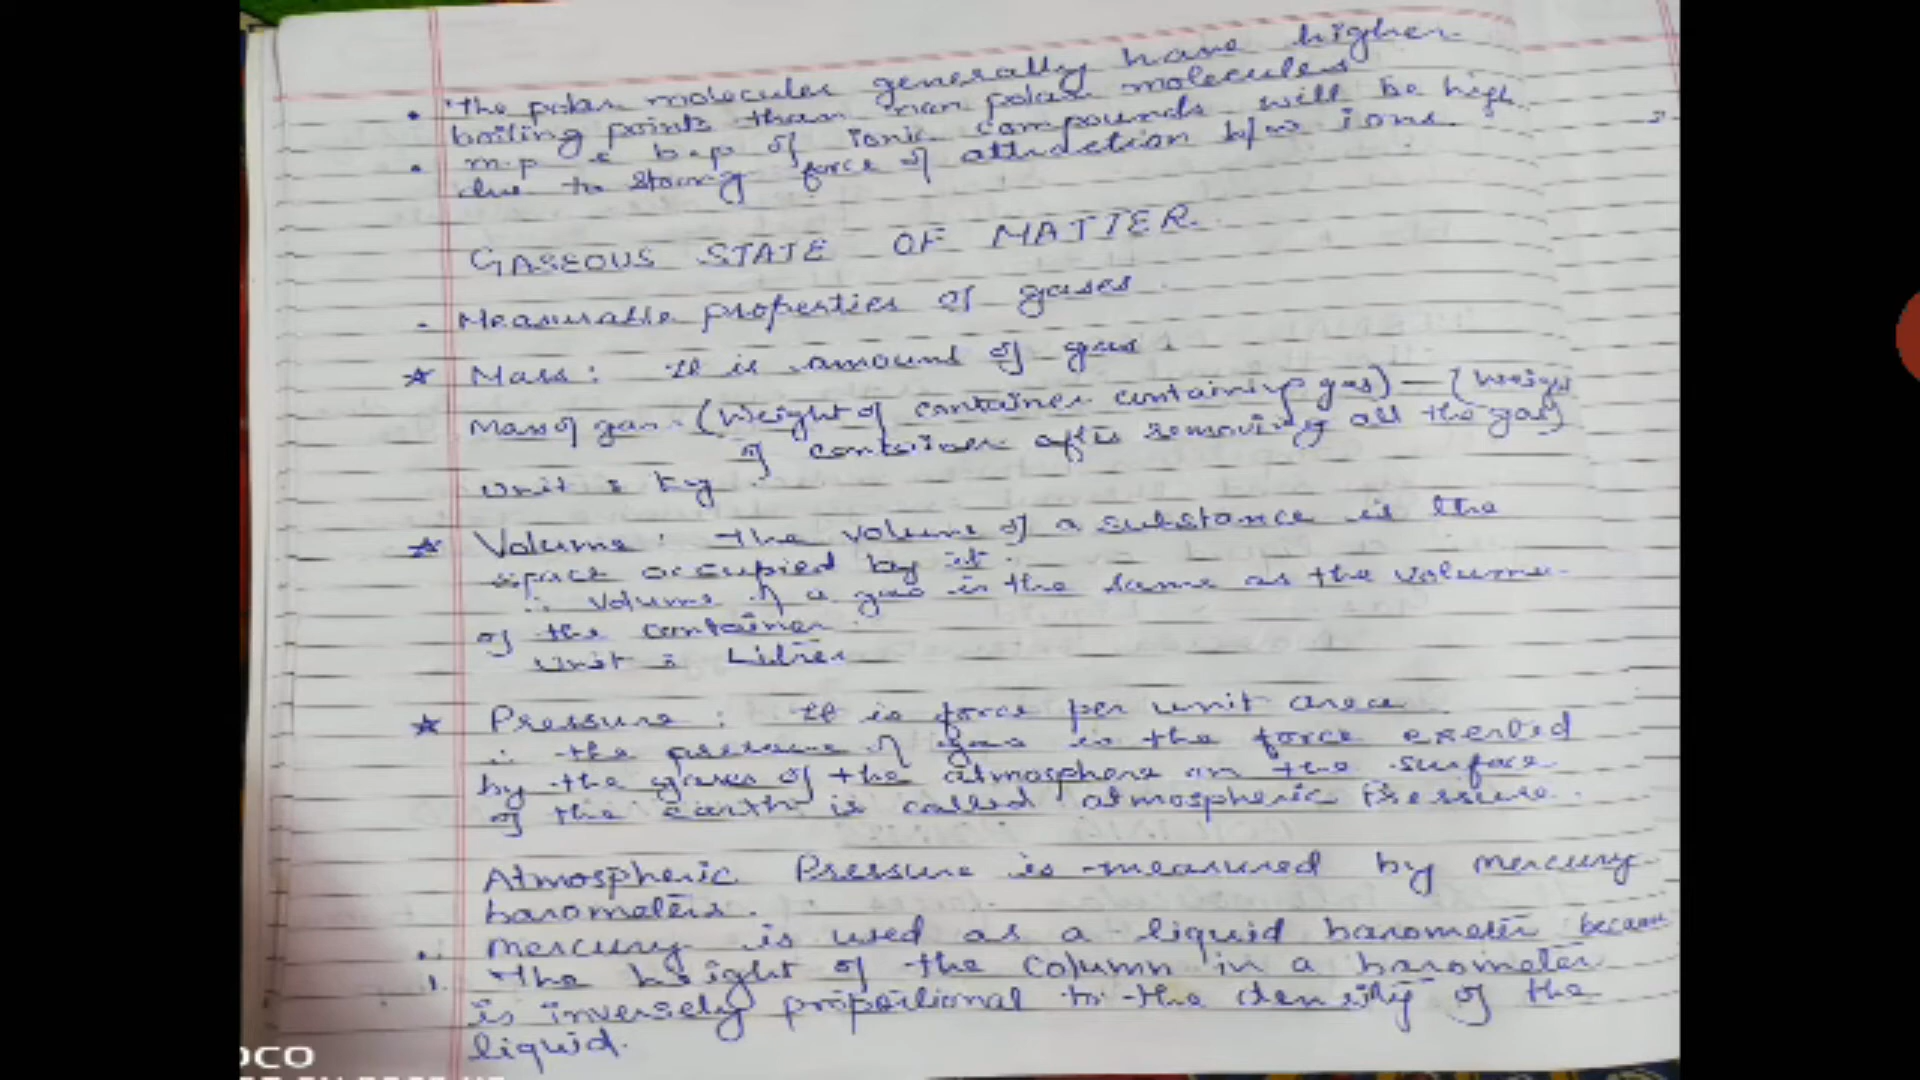 • The polar molecules generally have higher
boiling points than non polar molecules
• m.p & b.p of ionic compounds will be high
due to strong force of attraction b/w ions.
GASEOUS STATE OF MATTER.
- Measurable properties of gases
★ Mass: It is amount of gas.
Mass of gas = (Weight of container containing gas) - (Weigh
of container after removing all the gas)
Unit : kg
★ Volume: The volume of a substance is the
space occupied by it.
∴ Volume of a gas is the same as the volume
of the container
Unit : Litres
★ Pressure: It is force per unit area
∴ the pressure of gas is the force exerted
by the gases of the atmosphere on the surface
of the earth is called atmospheric Pressure.
Atmospheric Pressure is measured by mercury
barometers.
∴ mercury is used as a liquid barometer because
1. The height of the column in a barometer
is inversely proportional to the density of the
liquid.
OCO